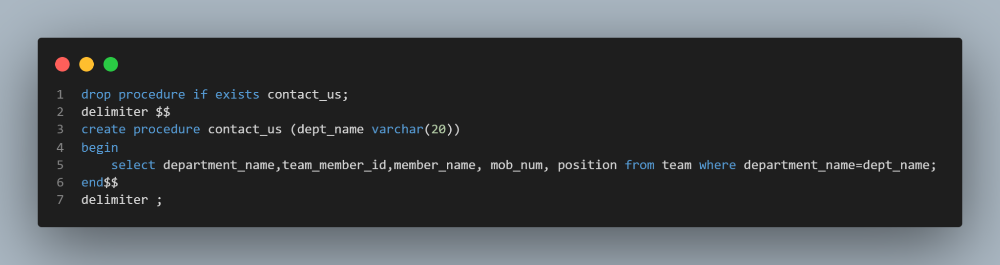 1 drop procedure if exists contact_us;
2 delimiter $$
3 create procedure contact_us (dept_name varchar(20))
4 begin
5     select department_name,team_member_id,member_name, mob_num, position from team where department_name=dept_name;
6 end$$
7 delimiter ;